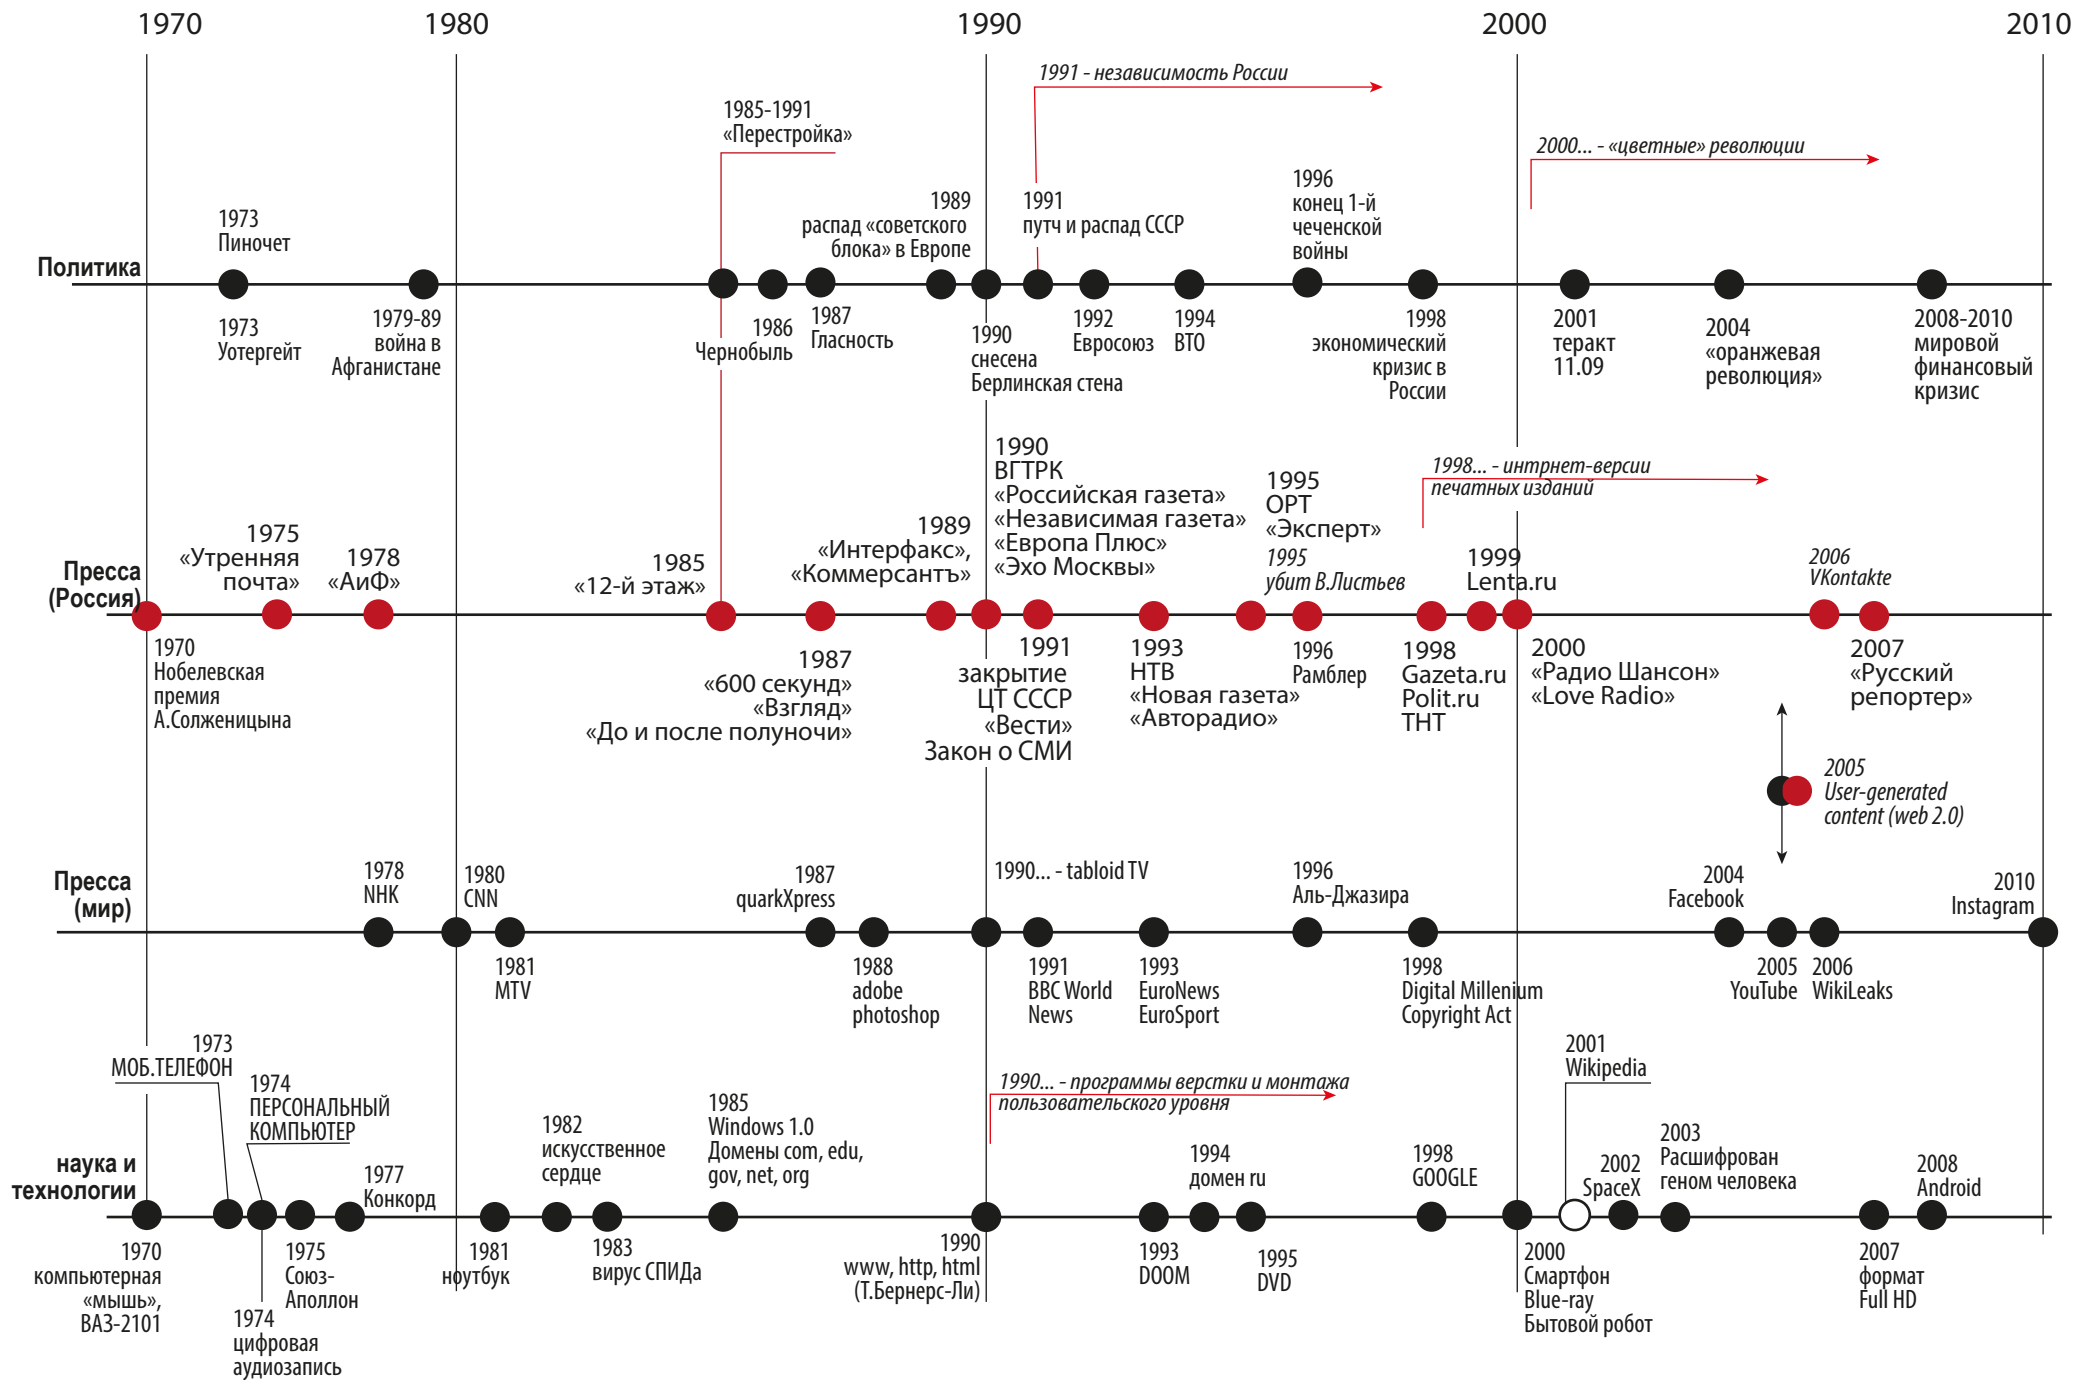 1970
1980
1990
2000
2010
1991 - независимость России
1985-1991
«Перестройка»
2000... - «цветные» революции
1973
Пиночет
1989
распад «советского
блока» в Европе
1991
путч и распад СССР
1996
конец 1-й
чеченской
войны
Политика
1973
Уотергейт
1979-89
война в
Афганистане
1986
Чернобыль
1987
Гласность
1990
снесена
Берлинская стена
1992
Евросоюз
1994
ВТО
1998
экономический
кризис в
России
2001
теракт
11.09
2004
«оранжевая
революция»
2008-2010
мировой
финансовый
кризис
1975
«Утренняя
почта»
1978
«АиФ»
1985
«12-й этаж»
1989
«Интерфакс»,
«Коммерсантъ»
1990
ВГТРК
«Российская газета»
«Независимая газета»
«Европа Плюс»
«Эхо Москвы»
1995
ОРТ
«Эксперт»
1995
убит В.Листьев
1998... - интрнет-версии
печатных изданий
1999
Lenta.ru
2006
VKontakte
Пресса
(Россия)
1970
Нобелевская
премия
А.Солженицына
1987
«600 секунд»
«Взгляд»
«До и после полуночи»
1991
закрытие
ЦТ СССР
«Вести»
Закон о СМИ
1993
НТВ
«Новая газета»
«Авторадио»
1996
Рамблер
1998
Gazeta.ru
Polit.ru
ТНТ
2000
«Радио Шансон»
«Love Radio»
2007
«Русский
репортер»
2005
User-generated
content (web 2.0)
Пресса
(мир)
1978
NHK
1980
CNN
1987
quarkXpress
1990... - tabloid TV
1996
Аль-Джазира
2004
Facebook
2010
Instagram
1981
MTV
1988
adobe
photoshop
1991
BBC World
News
1993
EuroNews
EuroSport
1998
Digital Millenium
Copyright Act
2005
YouTube
2006
WikiLeaks
1973
МОБ.ТЕЛЕФОН
1974
ПЕРСОНАЛЬНЫЙ
КОМПЬЮТЕР
1977
Конкорд
1982
искусственное
сердце
1985
Windows 1.0
Домены com, edu,
gov, net, org
1990... - программы верстки и монтажа
пользовательского уровня
1994
домен ru
1998
GOOGLE
2001
Wikipedia
2002
SpaceX
2003
Расшифрован
геном человека
2008
Android
наука и
технологии
1970
компьютерная
«мышь»,
ВАЗ-2101
1974
цифровая
аудиозапись
1975
Союз-
Аполлон
1981
ноутбук
1983
вирус СПИДа
1990
www, http, html
(Т.Бернерс-Ли)
1993
DOOM
1995
DVD
2000
Смартфон
Blue-ray
Бытовой робот
2007
формат
Full HD